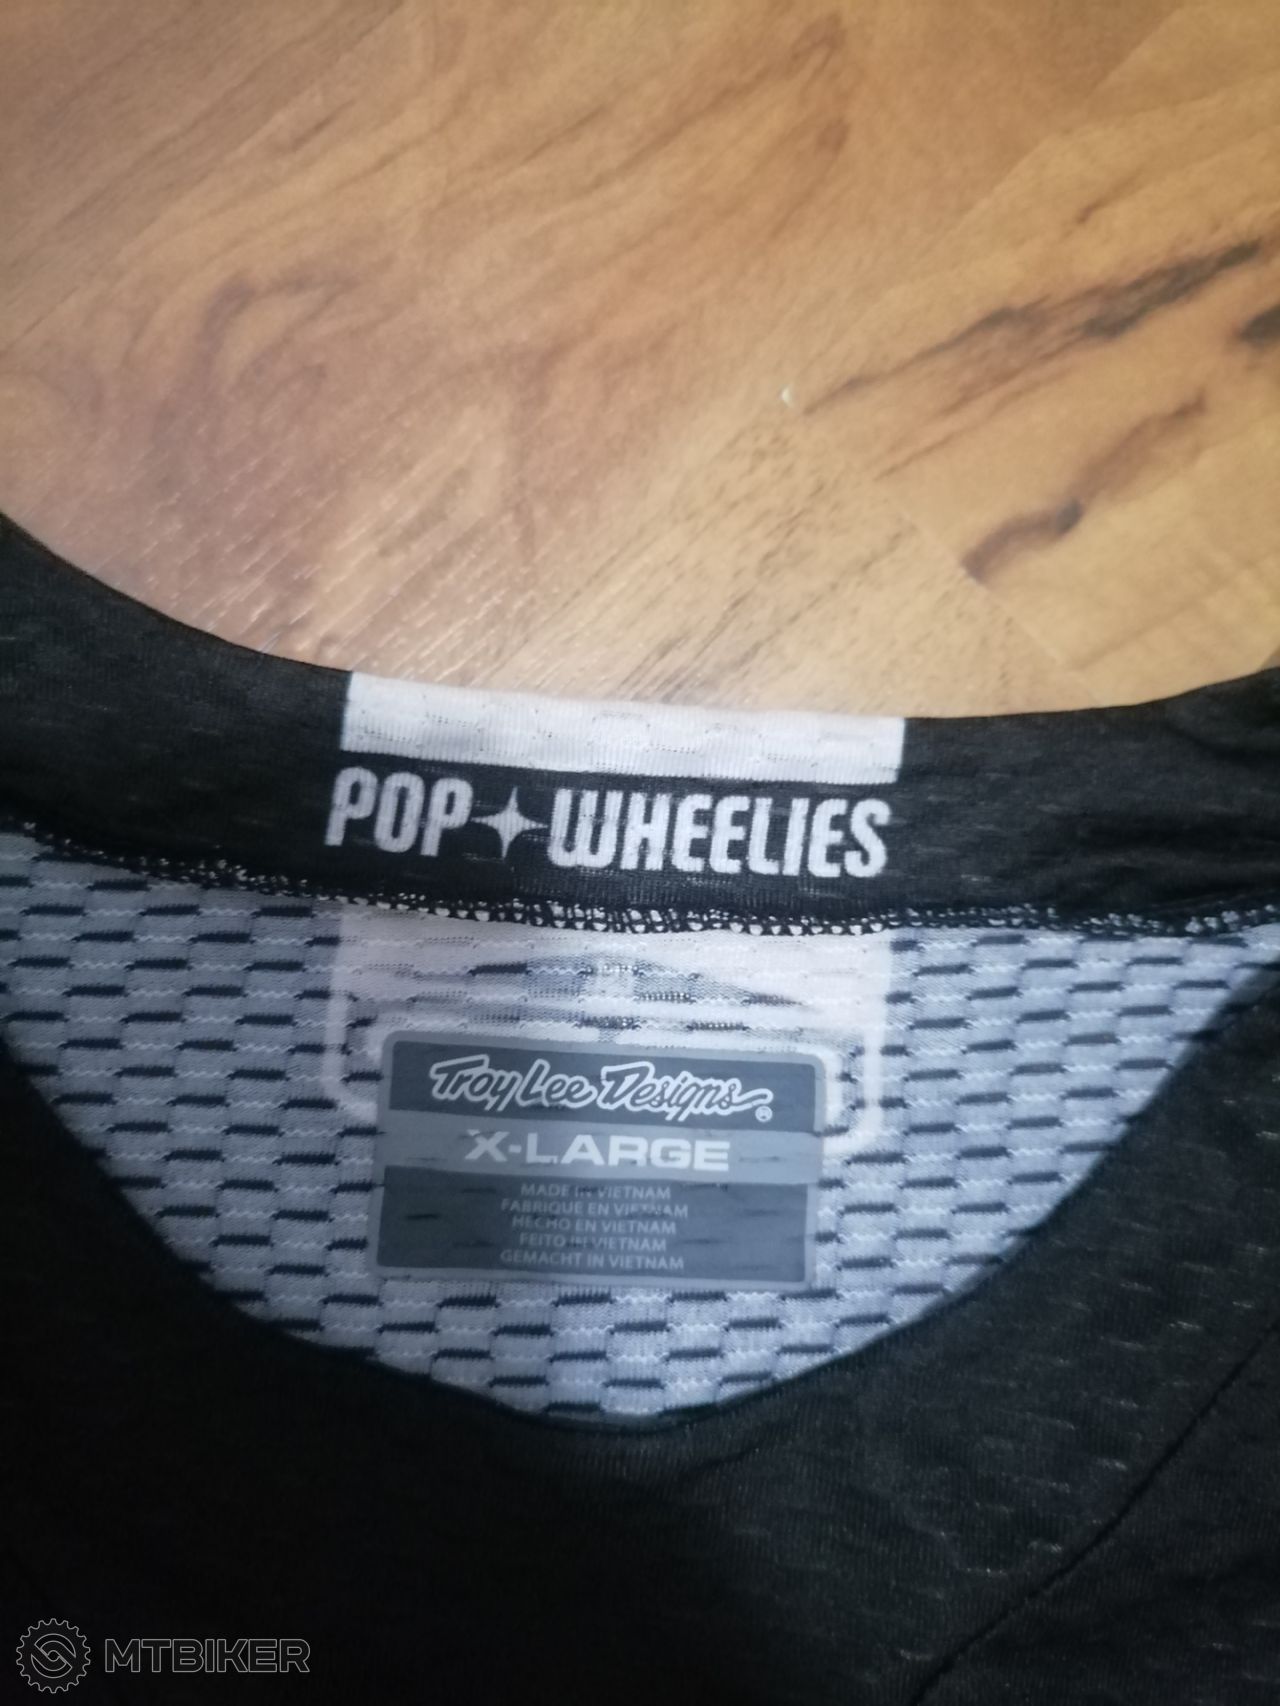 POP✦WHEELIES
Troy Lee Designs®
X-LARGE
MADE IN VIETNAM
FABRIQUÉ EN VIETNAM
HECHO EN VIETNAM
FEITO IN VIETNAM
GEMACHT IN VIETNAM
MTBIKER